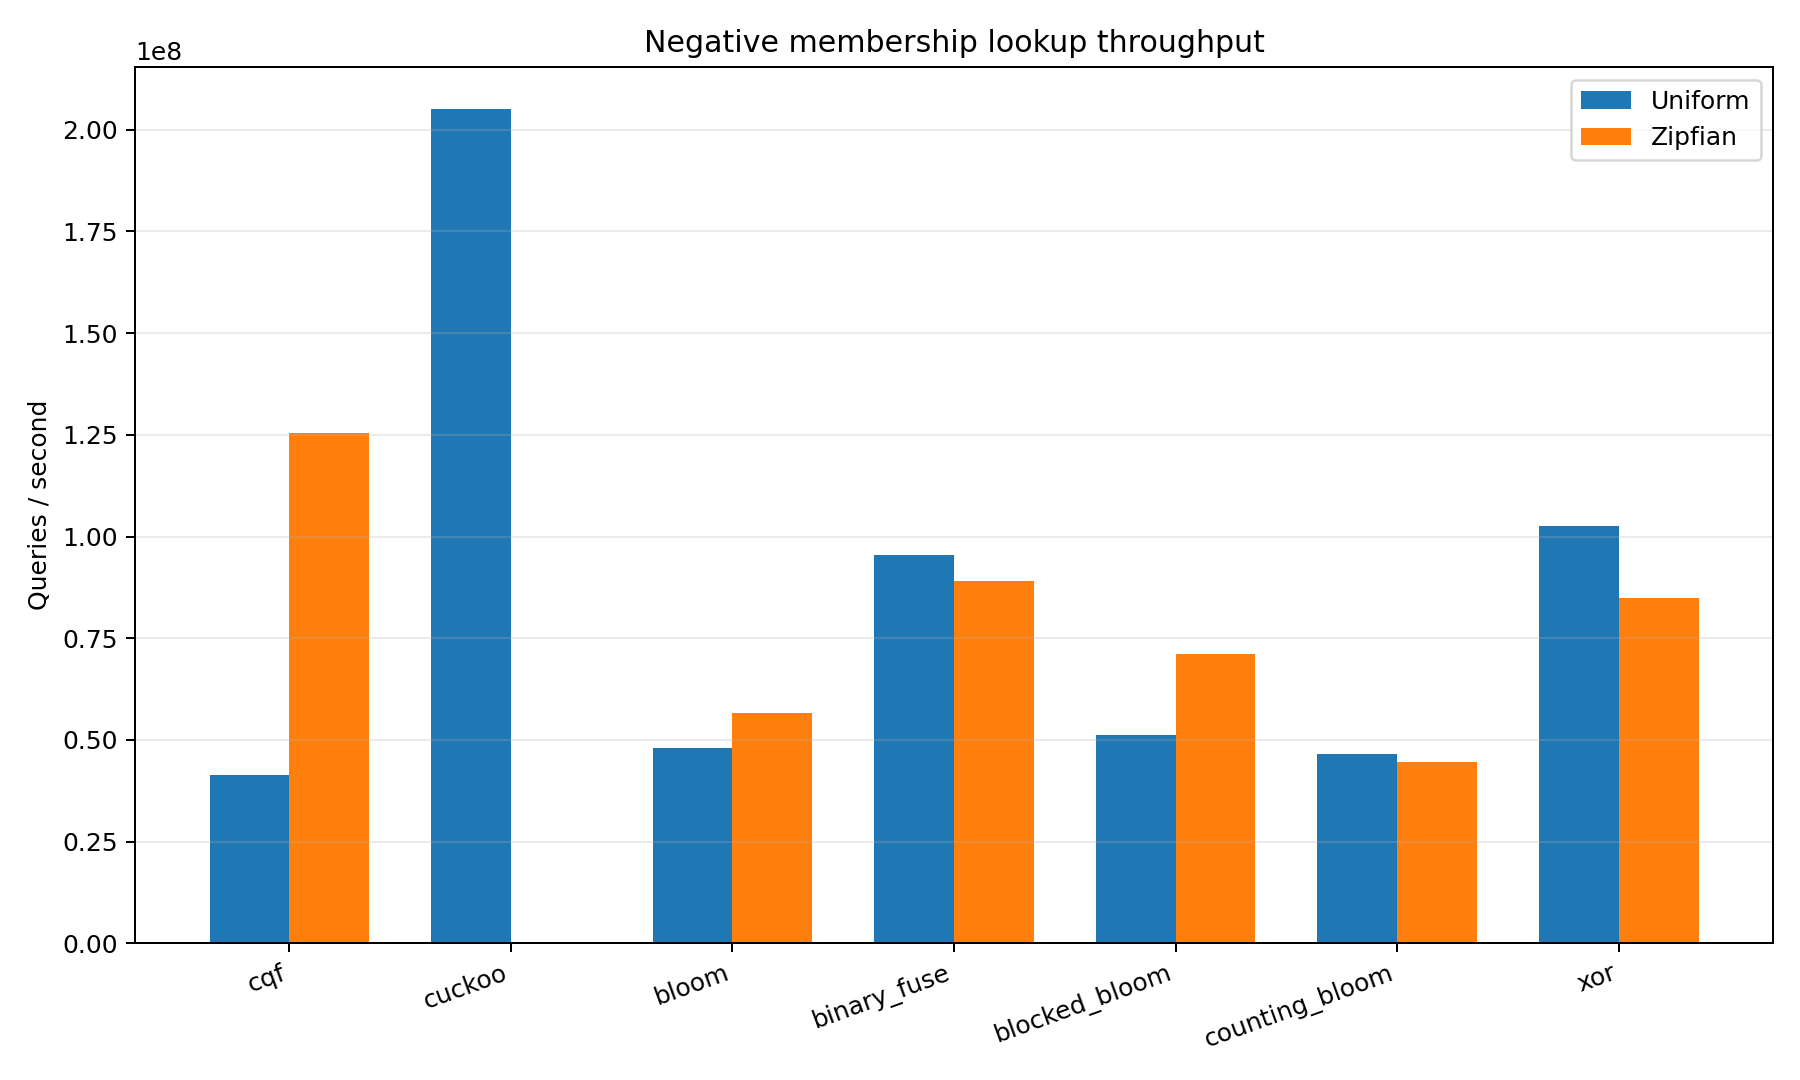 Negative membership lookup throughput
1e8
Uniform
Zipfian
2.00
1.75
1.50
1.25
1.00
0.75
0.50
0.25
0.00
Queries / second
cqf
cuckoo
bloom
binary_fuse
blocked_bloom
counting_bloom
xor